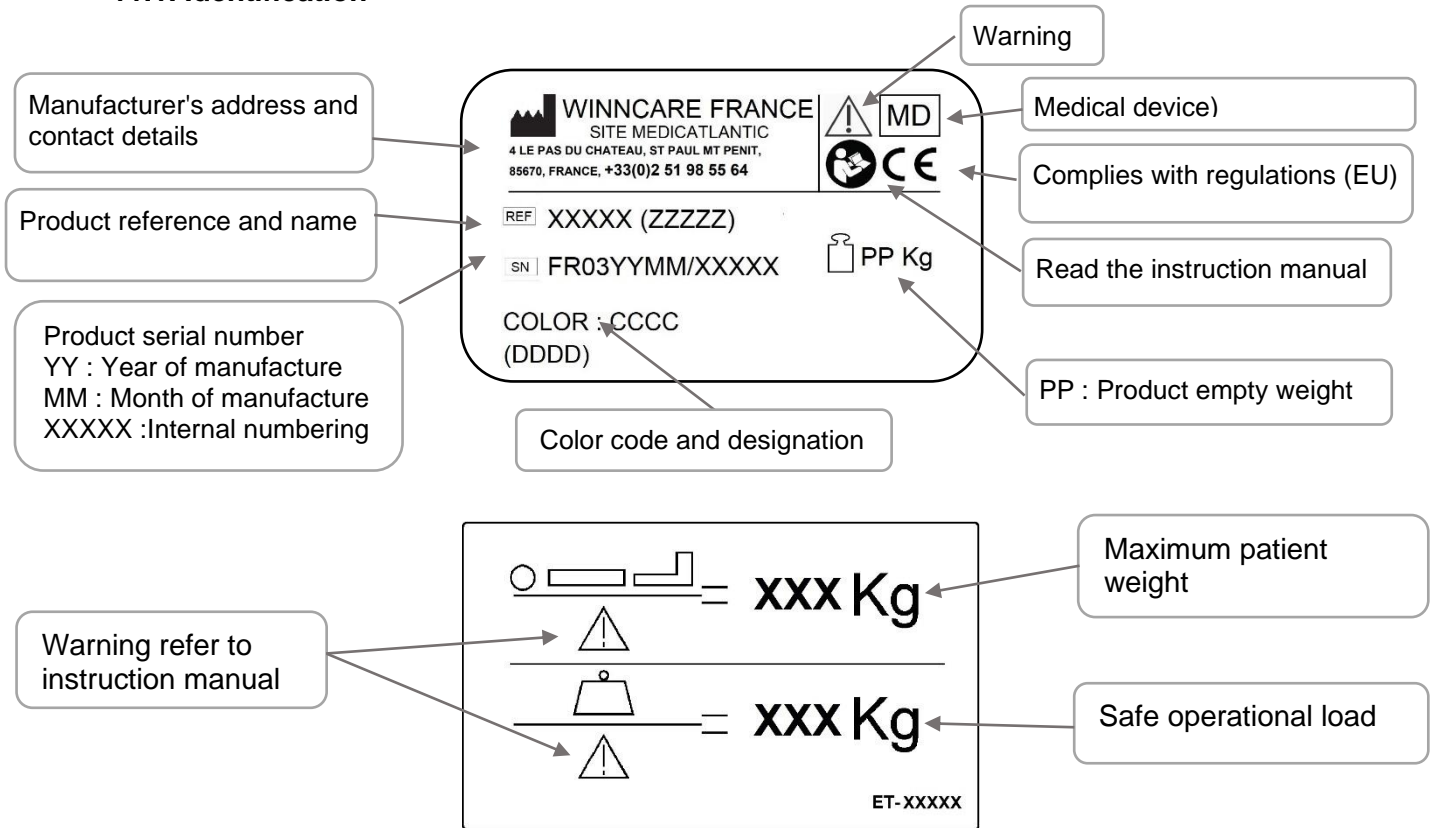 Warning
Manufacturer's address and
contact details
WINNCARE FRANCE
SITE MEDICATLANTIC
4 LE PAS DU CHATEAU, ST PAUL MT PENIT,
85670, FRANCE, +33(0)2 51 98 55 64
MD
CE
Medical device)
Complies with regulations (EU)
Product reference and name
REF XXXXX (ZZZZZ)
SN FR03YYMM/XXXXX
PP Kg
Read the instruction manual
Product serial number
YY : Year of manufacture
MM : Month of manufacture
XXXXX :Internal numbering
COLOR : CCCC
(DDDD)
PP : Product empty weight
Color code and designation
= xxx Kg
Maximum patient
weight
Warning refer to
instruction manual
= xxx Kg
Safe operational load
ET-XXXXX